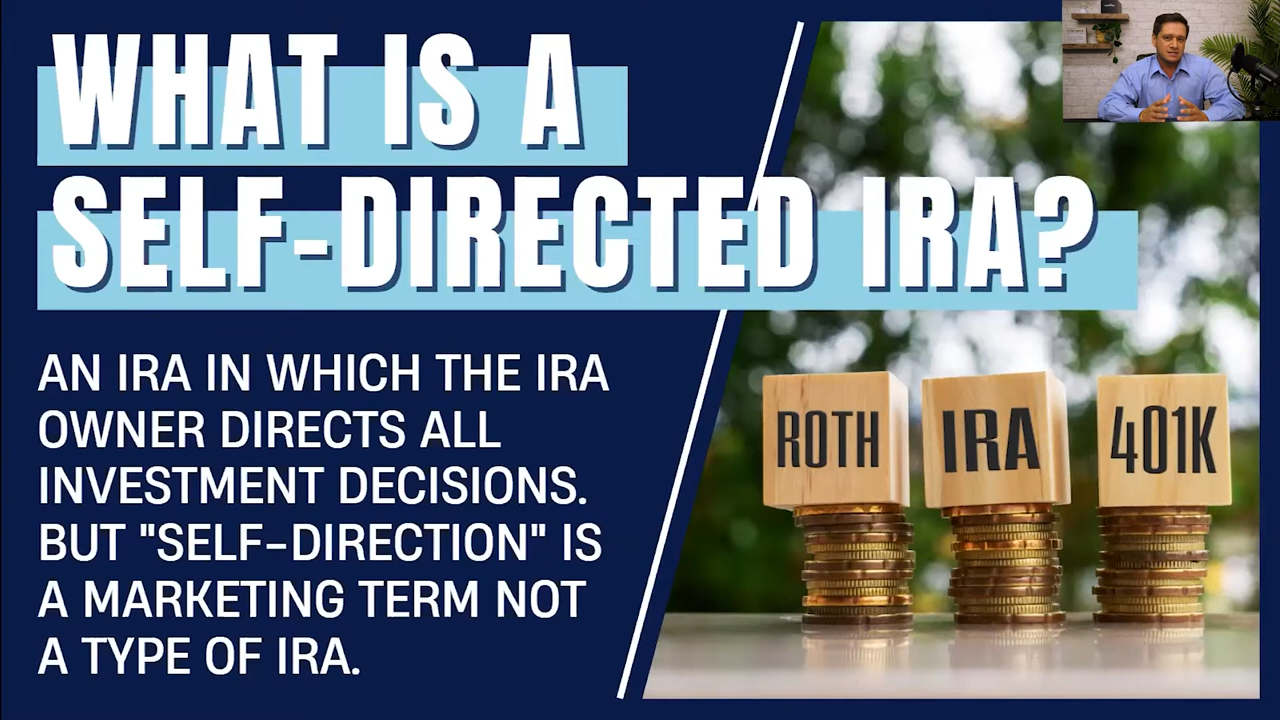 WHAT IS A
SELF-DIRECTED IRA?
AN IRA IN WHICH THE IRA
OWNER DIRECTS ALL
INVESTMENT DECISIONS.
BUT "SELF-DIRECTION" IS
A MARKETING TERM NOT
A TYPE OF IRA.
ROTH
IRA
401K